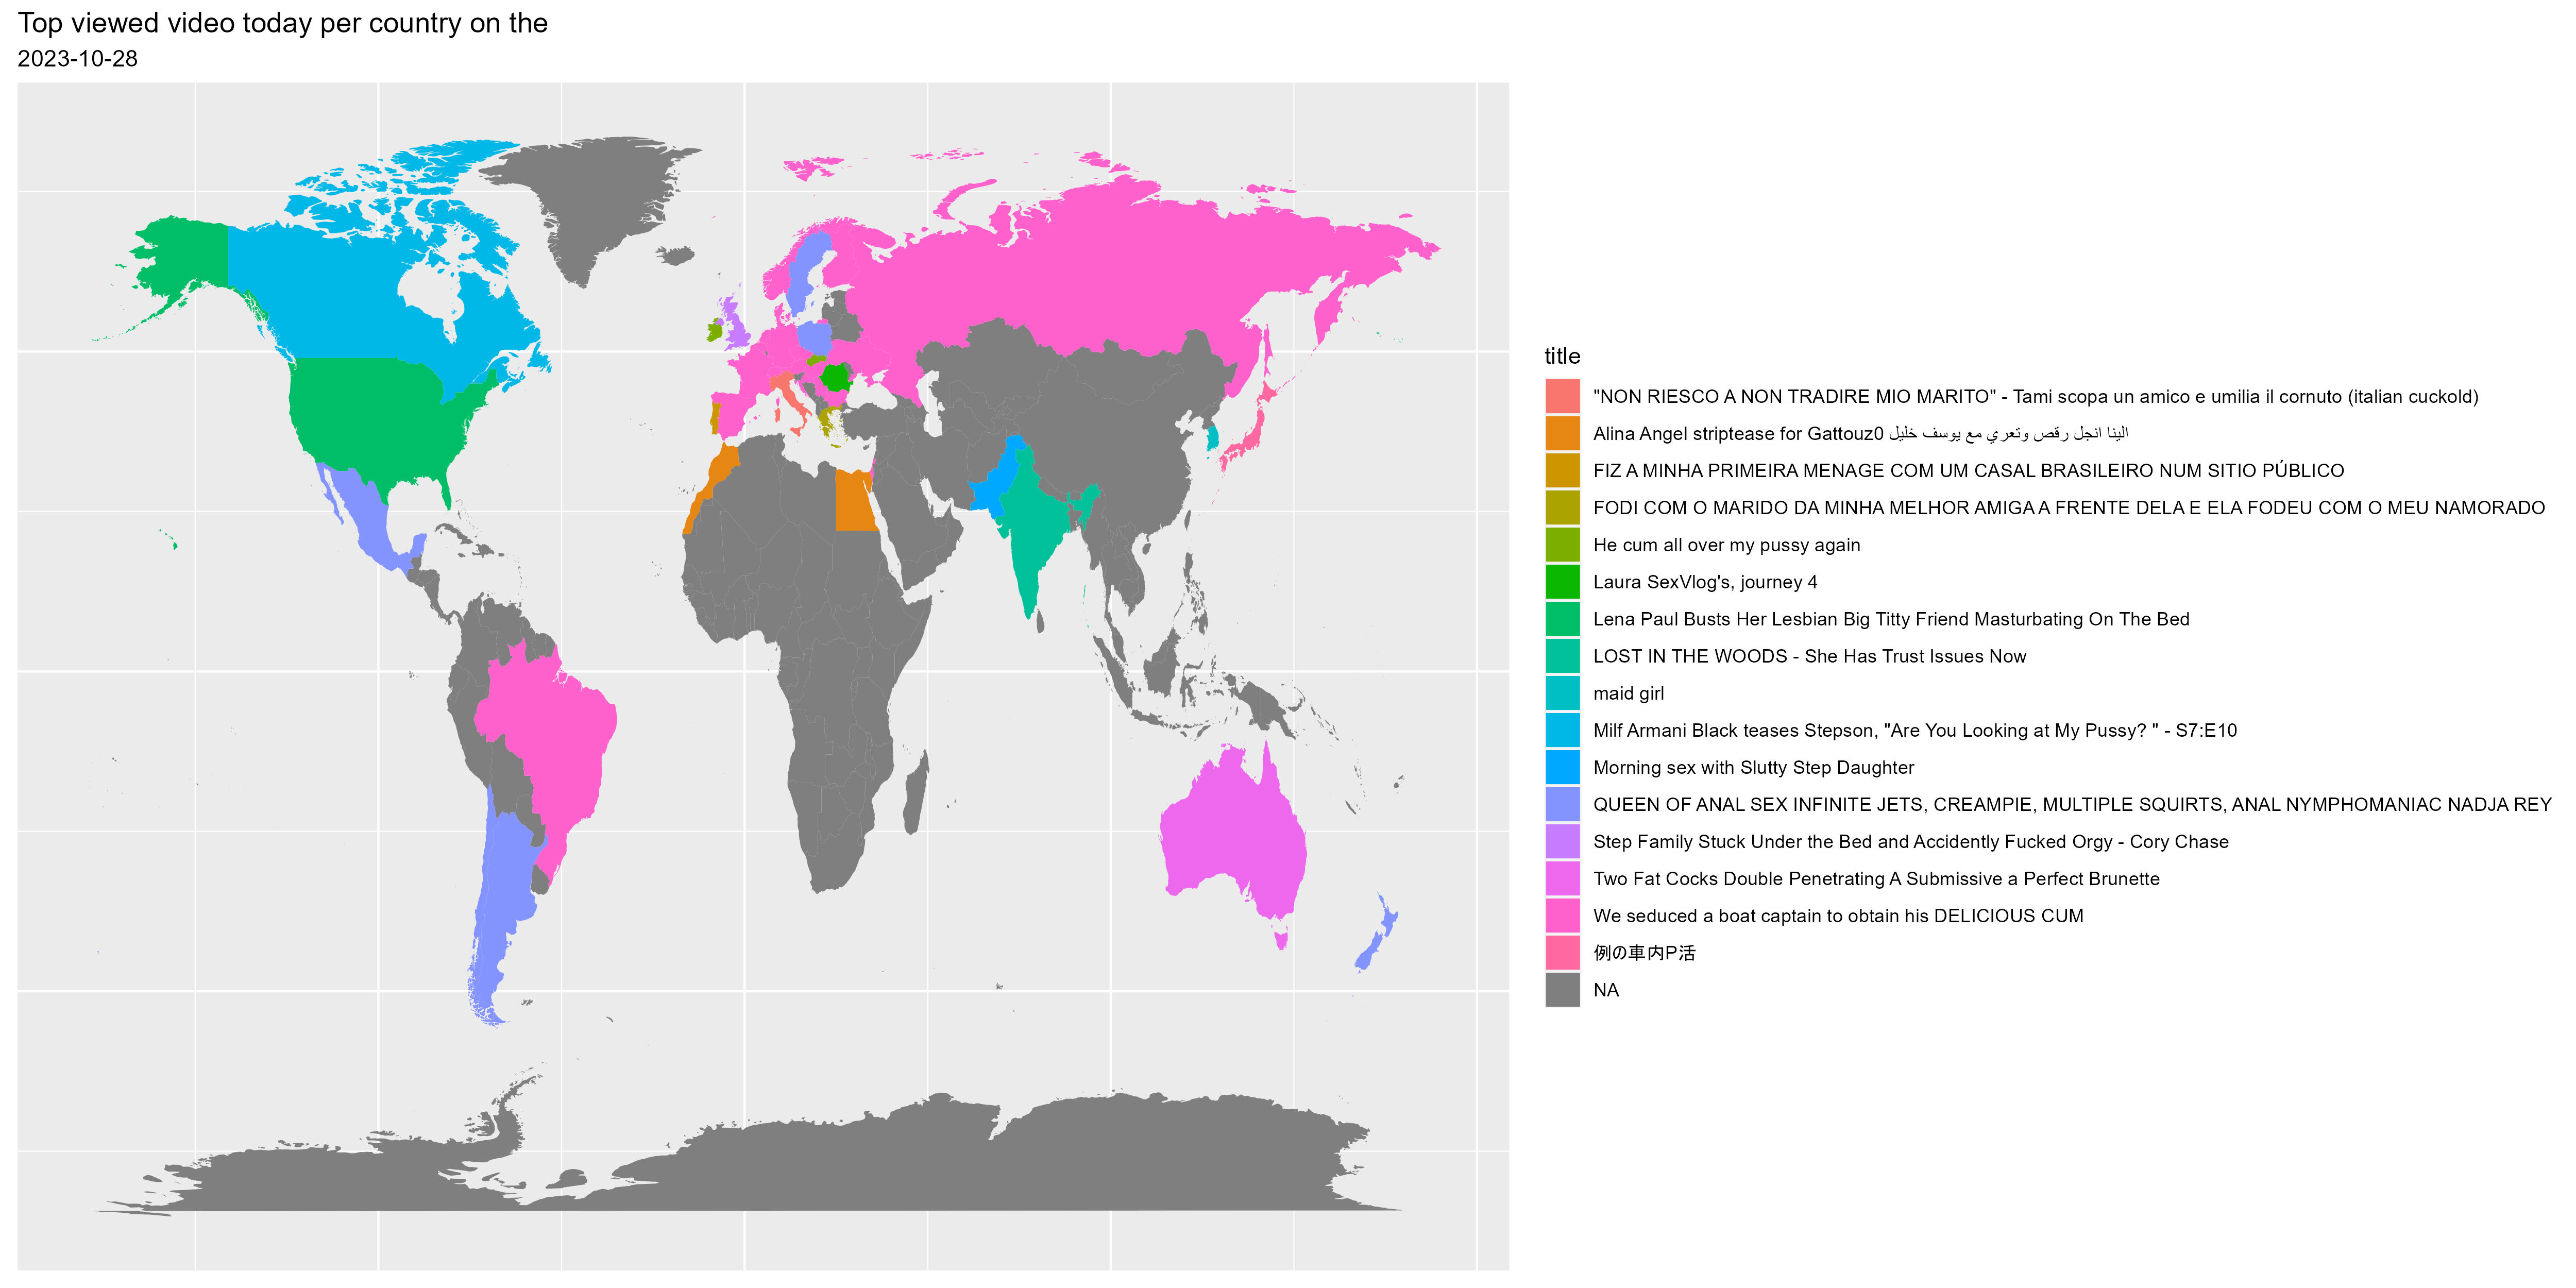 Top viewed video today per country on the
2023-10-28
title
"NON RIESCO A NON TRADIRE MIO MARITO" - Tami scopa un amico e umilia il cornuto (italian cuckold)
Alina Angel striptease for Gattouz0 الينا انجل رقص وتعري مع يوسف خليل
FIZ A MINHA PRIMEIRA MENAGE COM UM CASAL BRASILEIRO NUM SITIO PÚBLICO
FODI COM O MARIDO DA MINHA MELHOR AMIGA A FRENTE DELA E ELA FODEU COM O MEU NAMORADO
He cum all over my pussy again
Laura SexVlog's, journey 4
Lena Paul Busts Her Lesbian Big Titty Friend Masturbating On The Bed
LOST IN THE WOODS - She Has Trust Issues Now
maid girl
Milf Armani Black teases Stepson, "Are You Looking at My Pussy? " - S7:E10
Morning sex with Slutty Step Daughter
QUEEN OF ANAL SEX INFINITE JETS, CREAMPIE, MULTIPLE SQUIRTS, ANAL NYMPHOMANIAC NADJA REY
Step Family Stuck Under the Bed and Accidently Fucked Orgy - Cory Chase
Two Fat Cocks Double Penetrating A Submissive a Perfect Brunette
We seduced a boat captain to obtain his DELICIOUS CUM
例の車内P活
NA